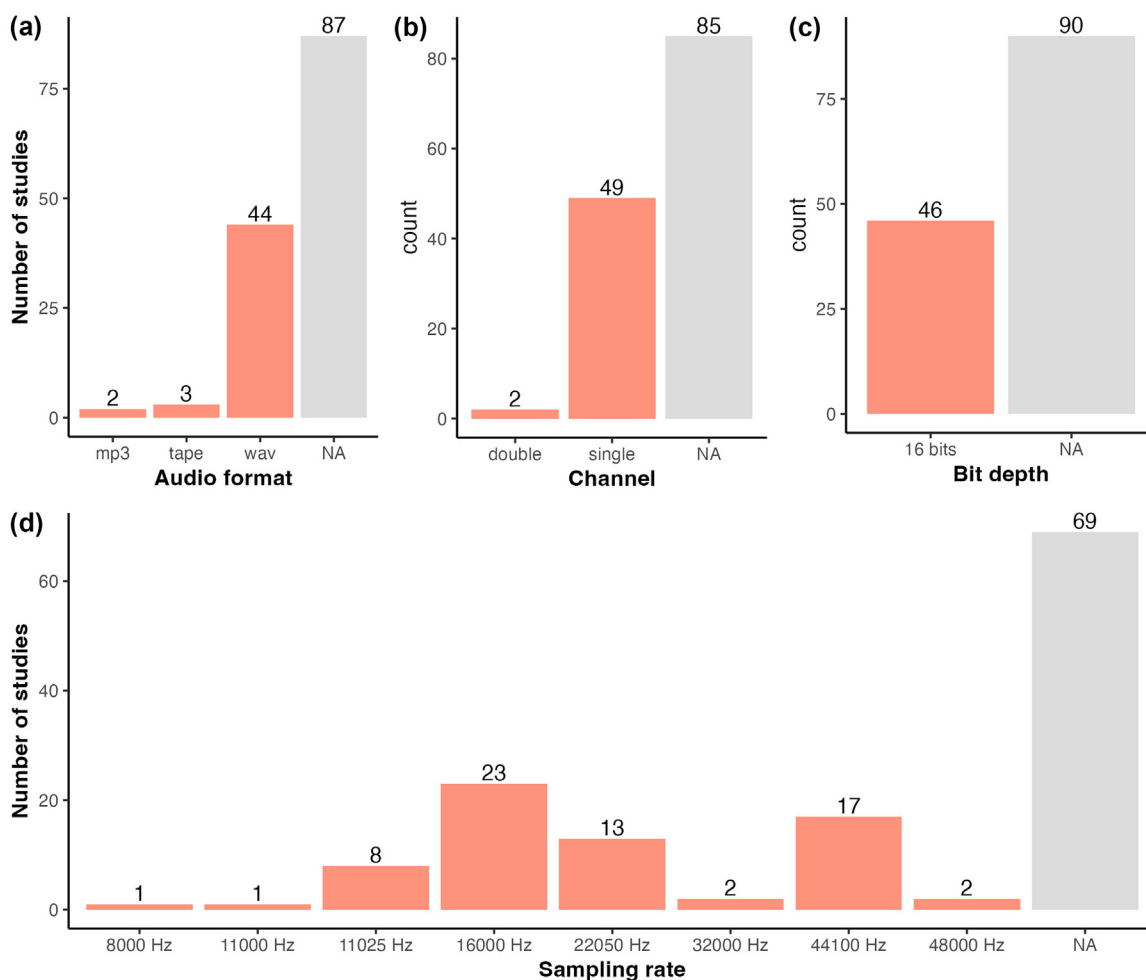 (a)
87
75
50
44
25
2
3
0
mp3
tape
wav
NA
Number of studies
Audio format
(b)
85
80
60
49
40
20
2
0
double
single
NA
count
Channel
(c)
90
75
50
46
25
0
16 bits
NA
count
Bit depth
(d)
69
60
40
23
20
17
13
8
1
1
2
2
0
8000 Hz
11000 Hz
11025 Hz
16000 Hz
22050 Hz
32000 Hz
44100 Hz
48000 Hz
NA
Number of studies
Sampling rate